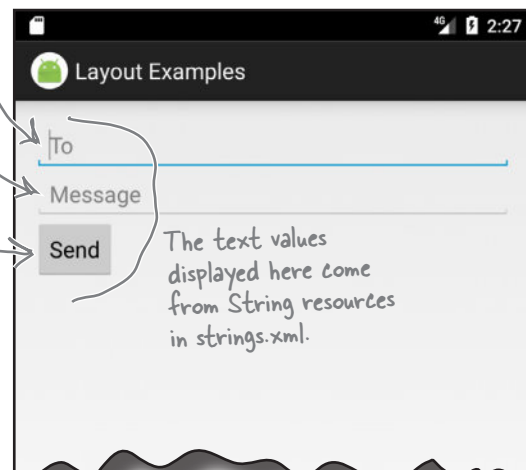 4G 2:27
Layout Examples
To
Message
Send
The text values
displayed here come
from String resources
in strings.xml.